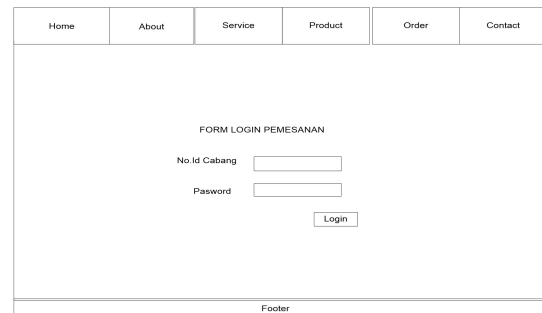 Home About Service Product Order Contact
FORM LOGIN PEMESANAN
No.Id Cabang
Pasword
Login
Footer